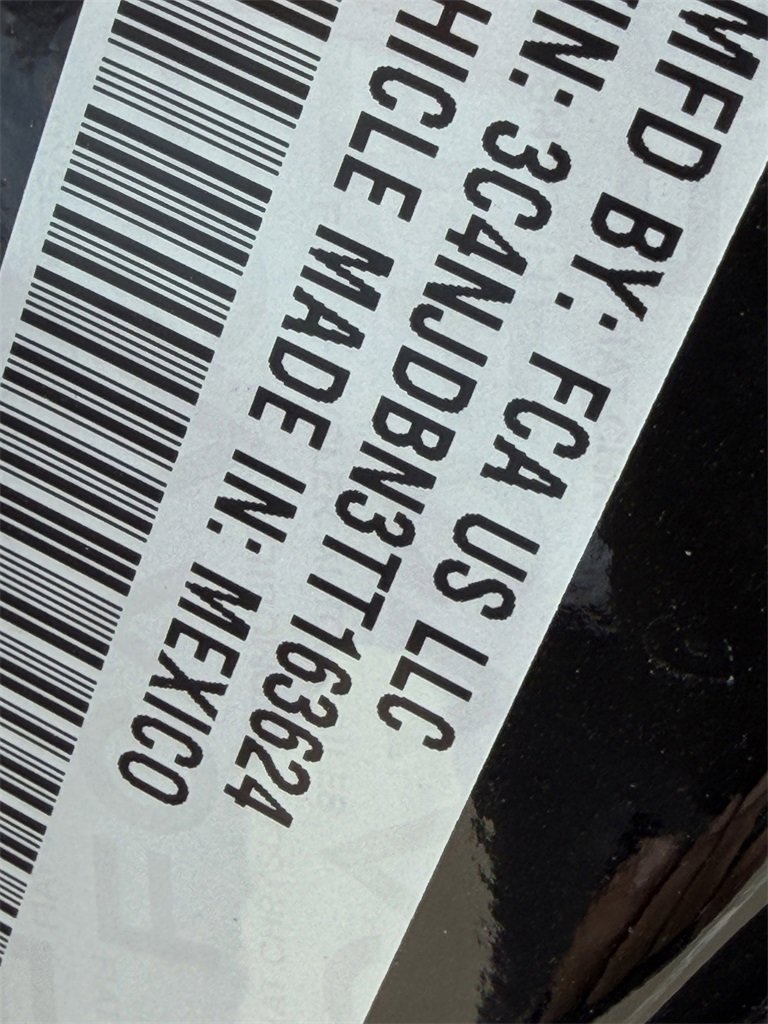 MFD BY: FCA US LLC
VIN: 3C4NJDBN3TT163624
VEHICLE MADE IN: MEXICO